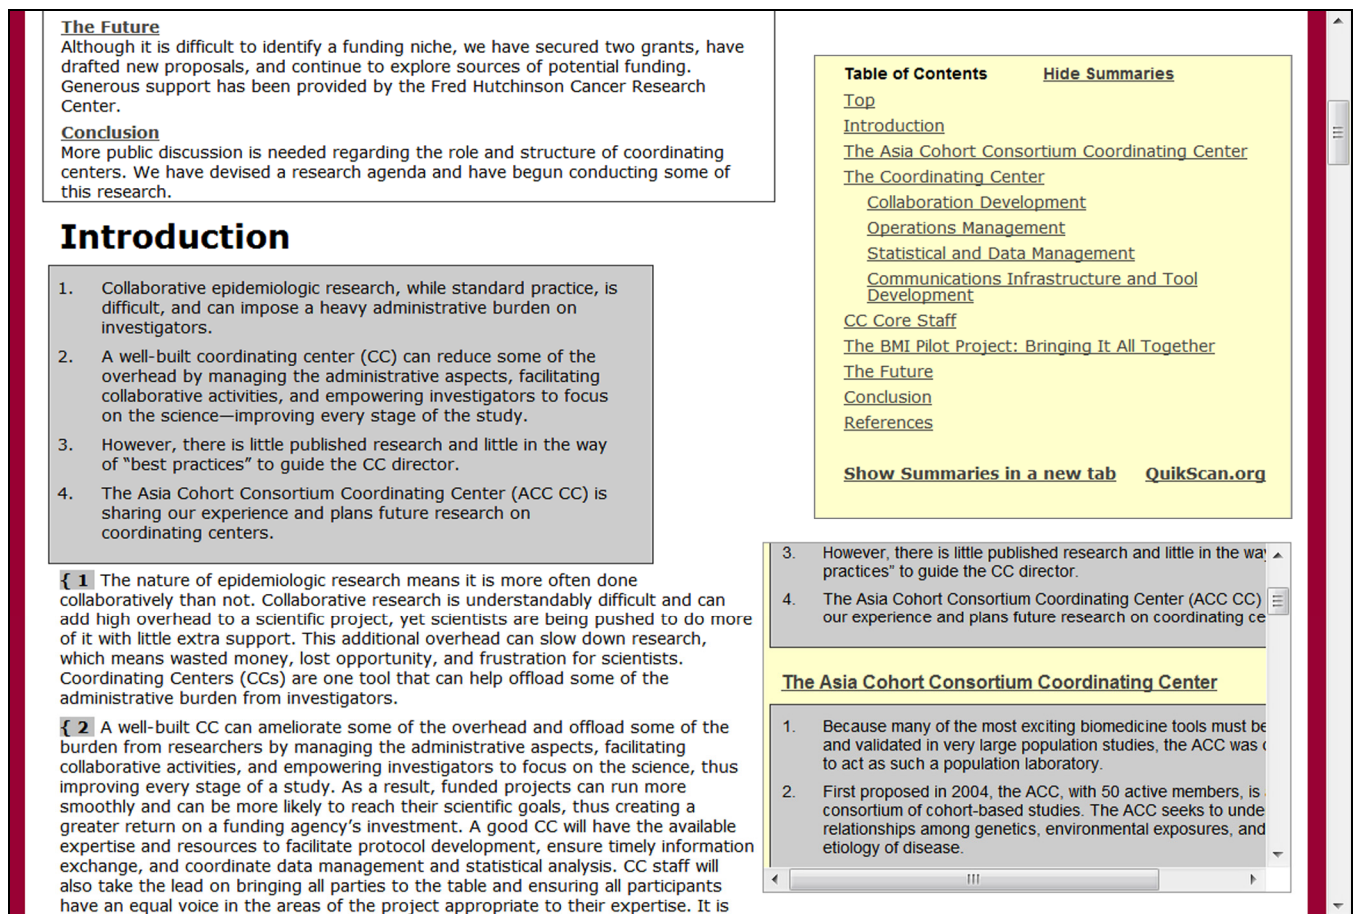 The Future
Although it is difficult to identify a funding niche, we have secured two grants, have
drafted new proposals, and continue to explore sources of potential funding.
Generous support has been provided by the Fred Hutchinson Cancer Research
Center.
Conclusion
More public discussion is needed regarding the role and structure of coordinating
centers. We have devised a research agenda and have begun conducting some of
this research.
Introduction
1. Collaborative epidemiologic research, while standard practice, is
difficult, and can impose a heavy administrative burden on
investigators.
2. A well-built coordinating center (CC) can reduce some of the
overhead by managing the administrative aspects, facilitating
collaborative activities, and empowering investigators to focus
on the science—improving every stage of the study.
3. However, there is little published research and little in the way
of “best practices” to guide the CC director.
4. The Asia Cohort Consortium Coordinating Center (ACC CC) is
sharing our experience and plans future research on
coordinating centers.
{ 1 The nature of epidemiologic research means it is more often done
collaboratively than not. Collaborative research is understandably difficult and can
add high overhead to a scientific project, yet scientists are being pushed to do more
of it with little extra support. This additional overhead can slow down research,
which means wasted money, lost opportunity, and frustration for scientists.
Coordinating Centers (CCs) are one tool that can help offload some of the
administrative burden from investigators.
{ 2 A well-built CC can ameliorate some of the overhead and offload some of the
burden from researchers by managing the administrative aspects, facilitating
collaborative activities, and empowering investigators to focus on the science, thus
improving every stage of a study. As a result, funded projects can run more
smoothly and can be more likely to reach their scientific goals, thus creating a
greater return on a funding agency’s investment. A good CC will have the available
expertise and resources to facilitate protocol development, ensure timely information
exchange, and coordinate data management and statistical analysis. CC staff will
also take the lead on bringing all parties to the table and ensuring all participants
have an equal voice in the areas of the project appropriate to their expertise. It is
Table of Contents Hide Summaries
Top
Introduction
The Asia Cohort Consortium Coordinating Center
The Coordinating Center
Collaboration Development
Operations Management
Statistical and Data Management
Communications Infrastructure and Tool
Development
CC Core Staff
The BMI Pilot Project: Bringing It All Together
The Future
Conclusion
References
Show Summaries in a new tab QuikScan.org
3. However, there is little published research and little in the way
practices” to guide the CC director.
4. The Asia Cohort Consortium Coordinating Center (ACC CC)
our experience and plans future research on coordinating ce
The Asia Cohort Consortium Coordinating Center
1. Because many of the most exciting biomedicine tools must be
and validated in very large population studies, the ACC was
to act as such a population laboratory.
2. First proposed in 2004, the ACC, with 50 active members, is
consortium of cohort-based studies. The ACC seeks to unde
relationships among genetics, environmental exposures, and
etiology of disease.